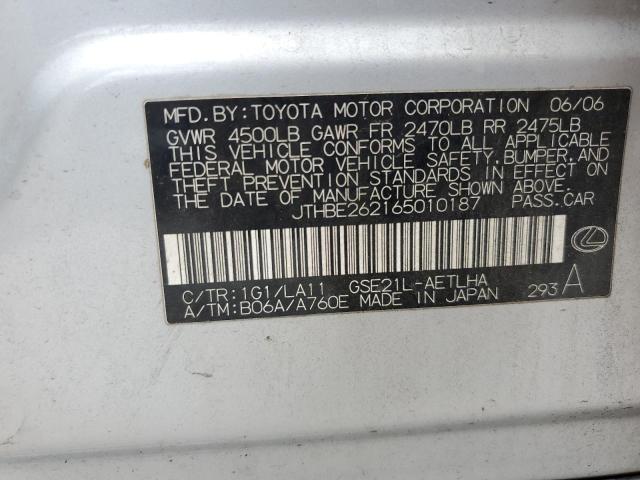 MFD. BY: TOYOTA MOTOR CORPORATION 06/06
GVWR 4500LB GAWR FR 2470LB RR 2475LB
THIS VEHICLE CONFORMS TO ALL APPLICABLE
FEDERAL MOTOR VEHICLE SAFETY, BUMPER, AND
THEFT PREVENTION STANDARDS IN EFFECT ON
THE DATE OF MANUFACTURE SHOWN ABOVE.
JTHBE262165010187 PASS. CAR
C/TR: 1G1/LA11 GSE21L-AETLHA
A/TM: B06A/A760E MADE IN JAPAN 293 A